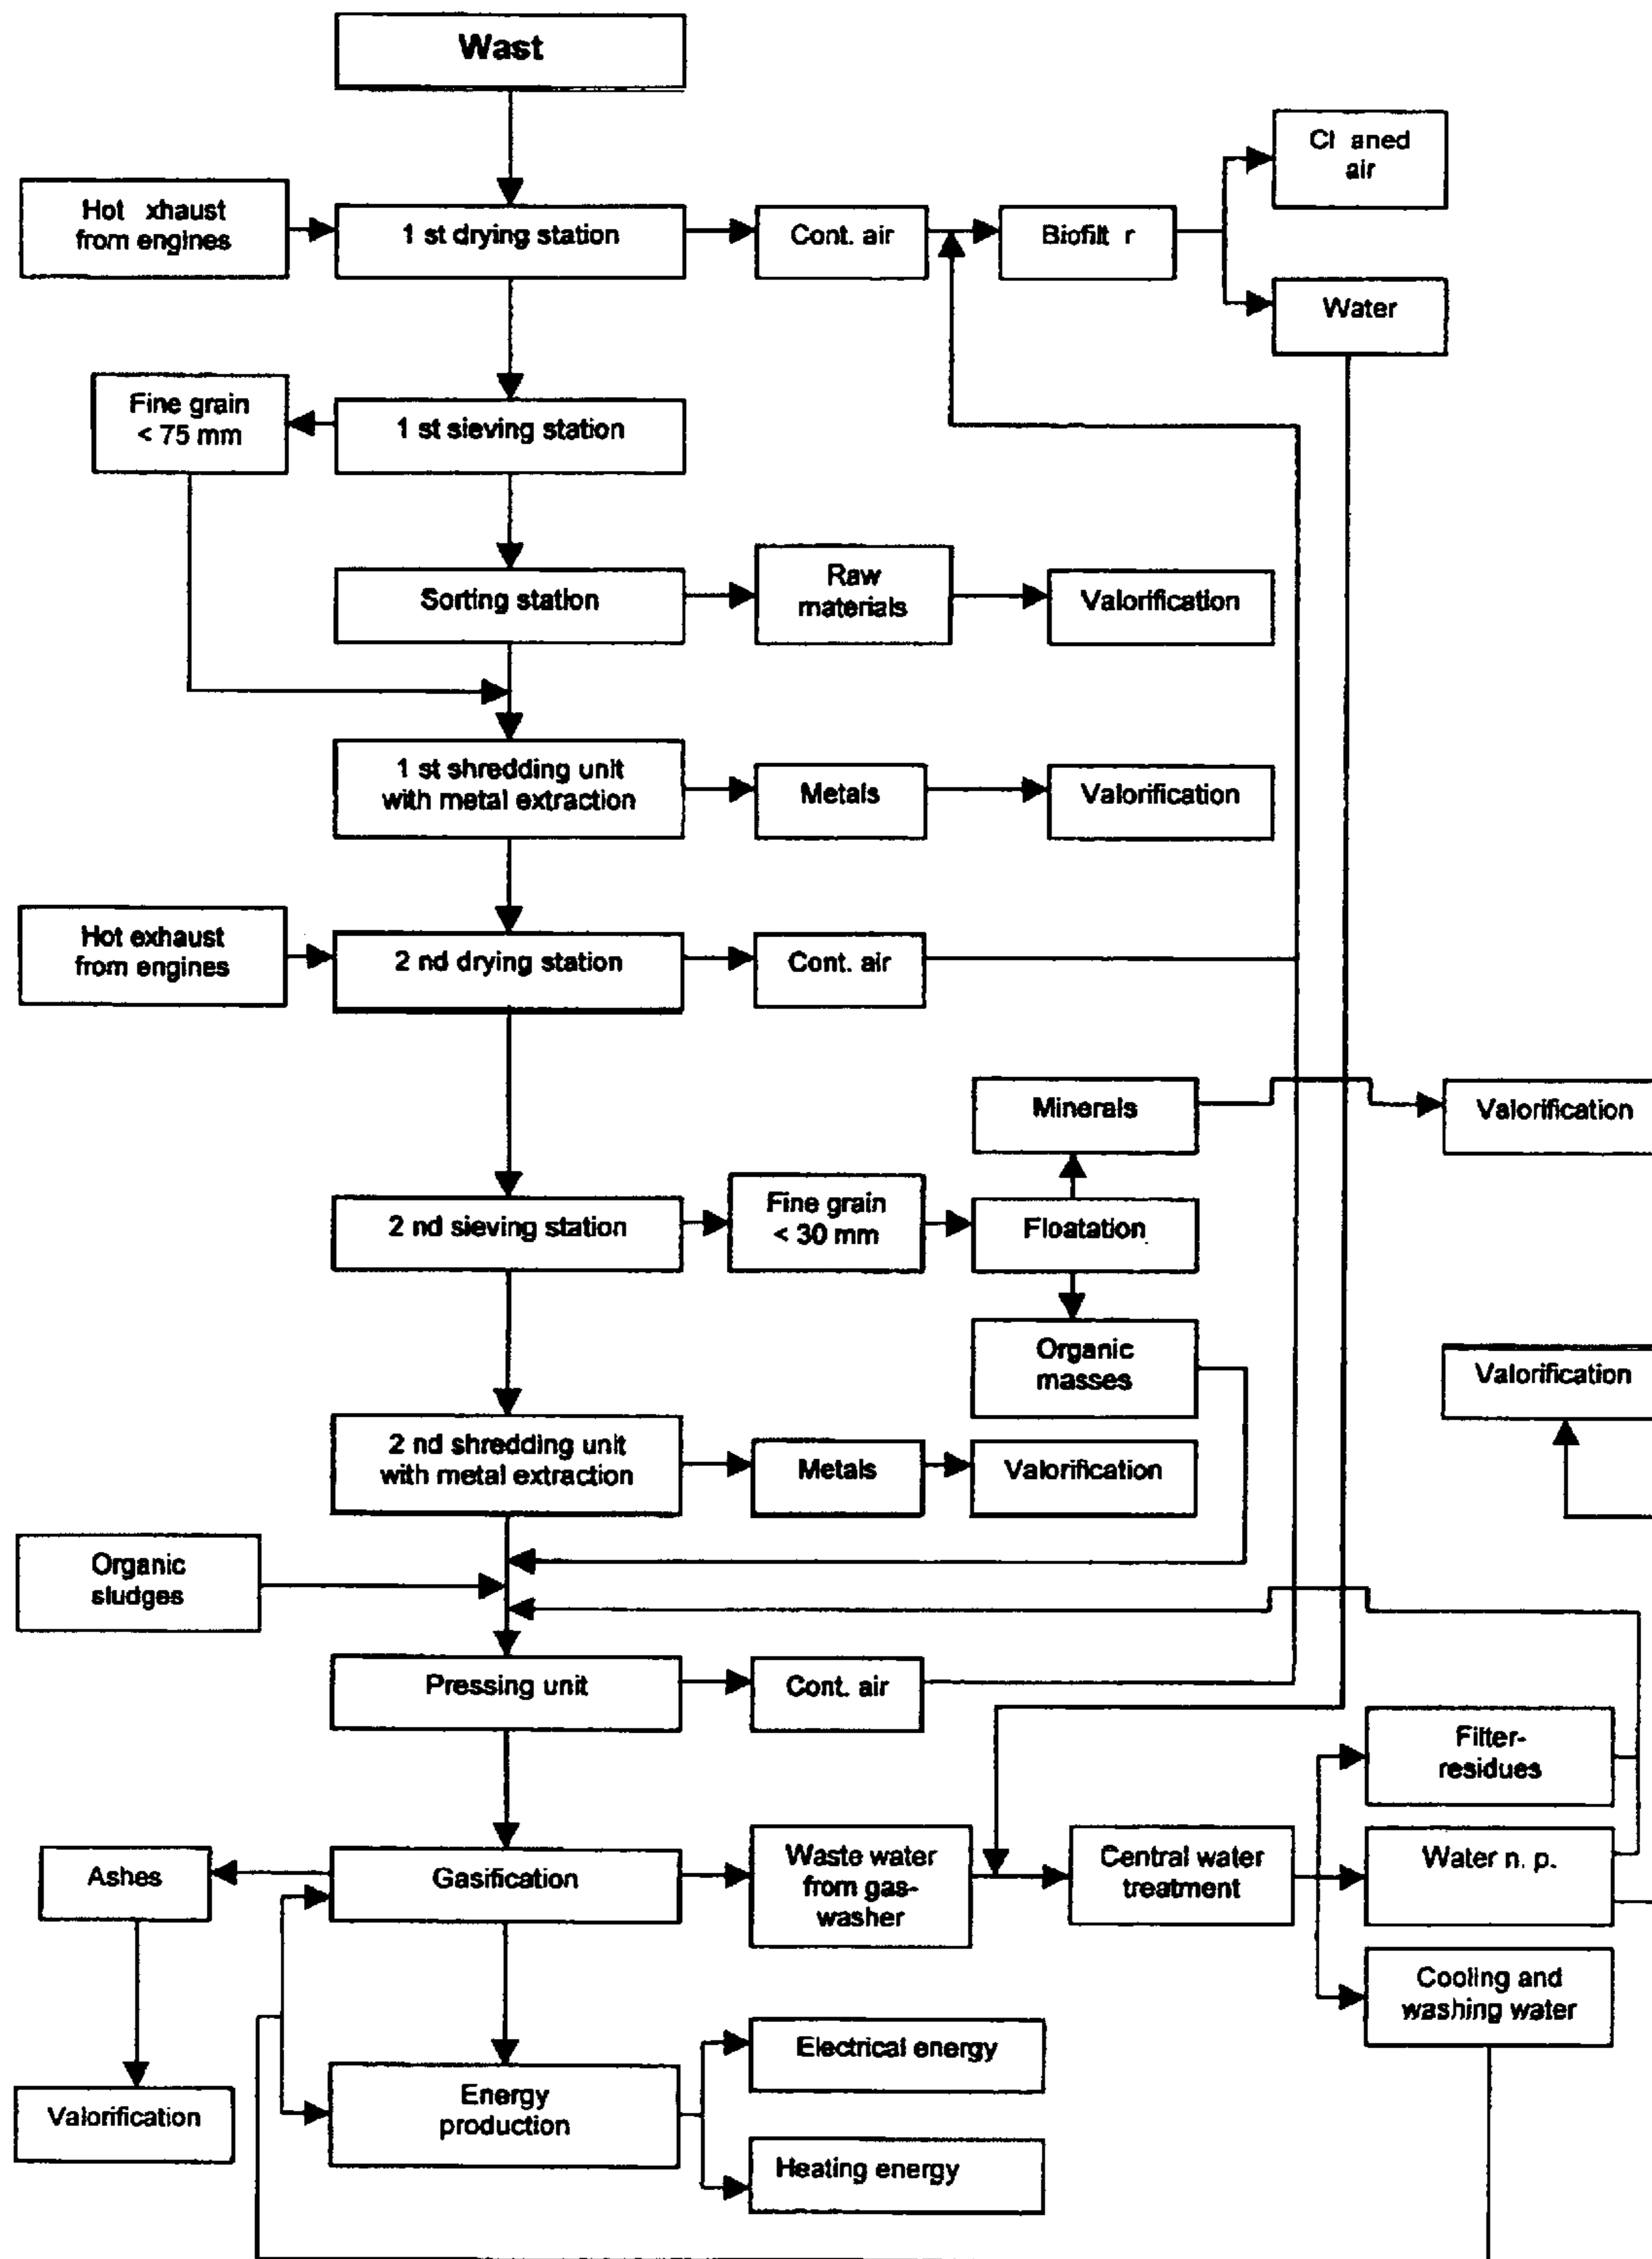 Wast
Cl aned
air
Hot xhaust
from engines
1 st drying station
Cont. air
Biofilt r
Water
Fine grain
< 75 mm
1 st sieving station
Sorting station
Raw
materials
Valorification
1 st shredding unit
with metal extraction
Metals
Valorification
Hot exhaust
from engines
2 nd drying station
Cont. air
Minerals
Valorification
2 nd sieving station
Fine grain
< 30 mm
Floatation
Organic
masses
Valorification
2 nd shredding unit
with metal extraction
Metals
Valorification
Organic
sludges
Pressing unit
Cont. air
Filter-
residues
Ashes
Gasification
Waste water
from gas-
washer
Central water
treatment
Water n. p.
Cooling and
washing water
Electrical energy
Valorification
Energy
production
Heating energy